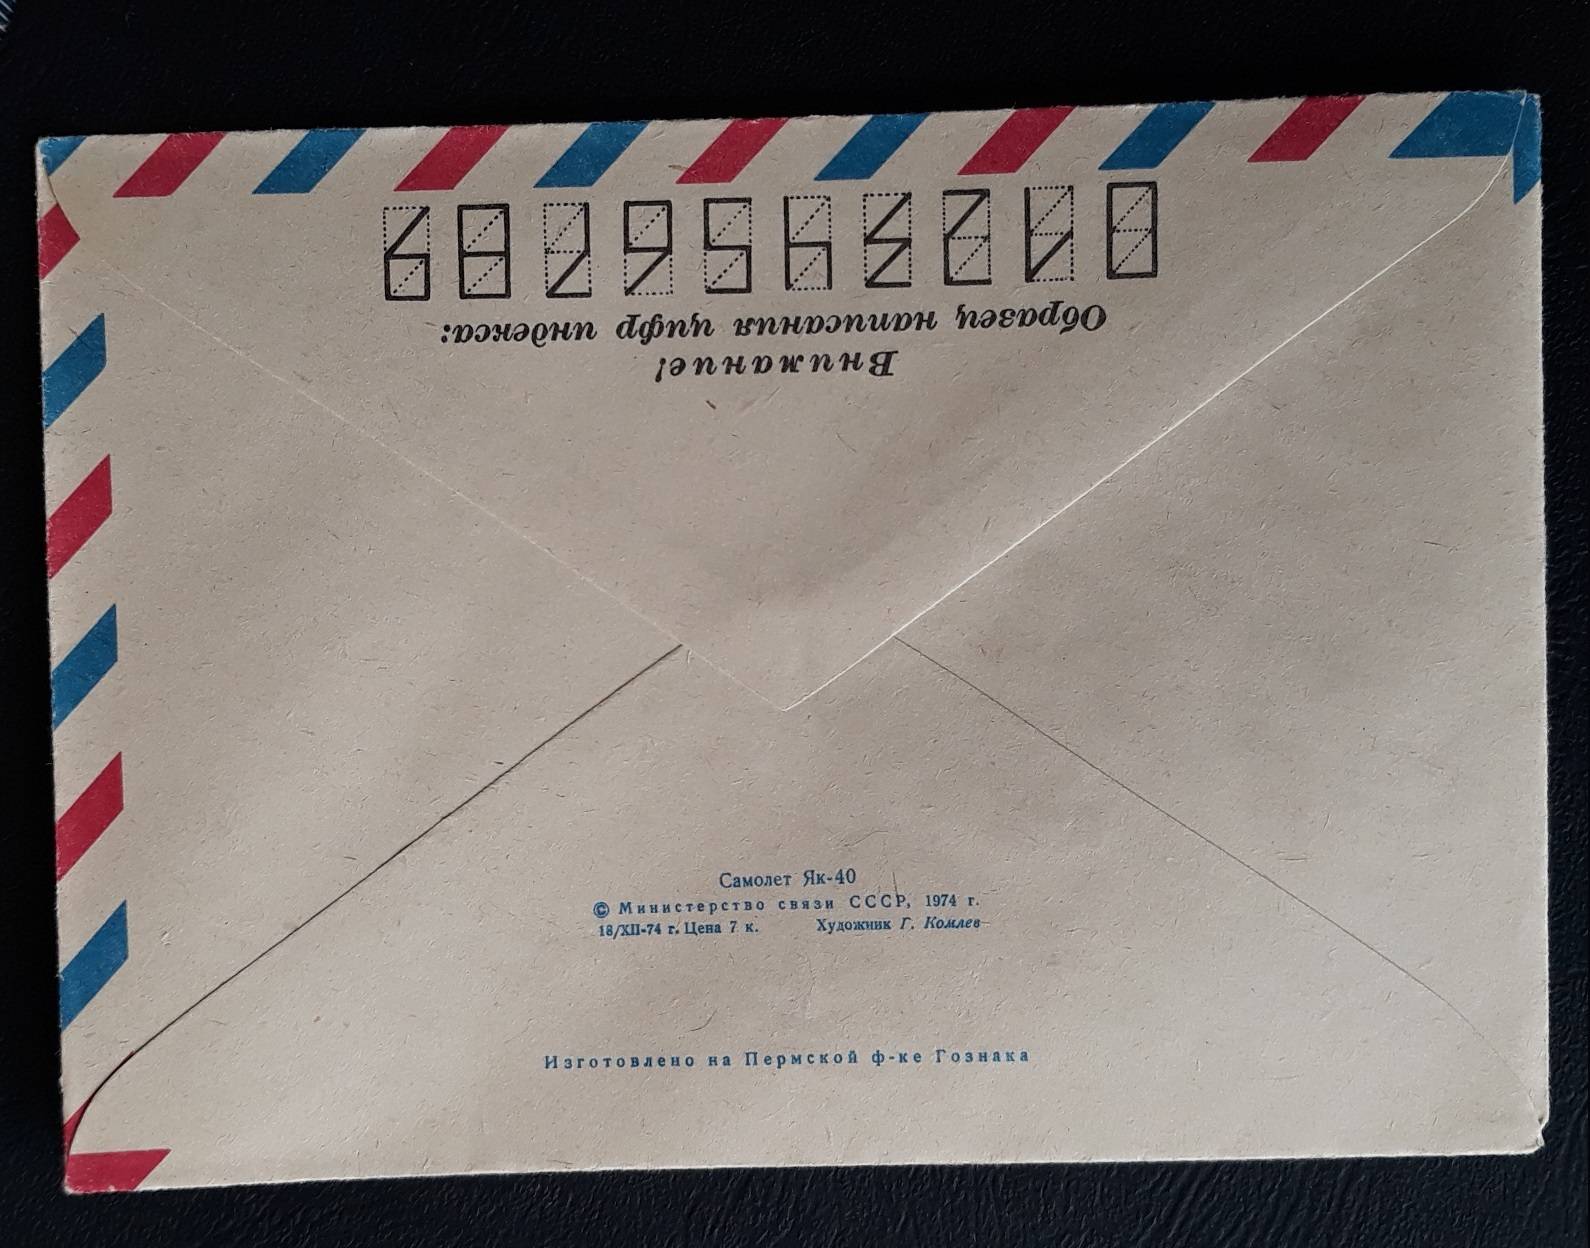 Внимание!
Образец написания цифр индекса:
0123456789
Самолет Як-40
© Министерство связи СССР, 1974 г.
18/XII-74 г. Цена 7 к. Художник Г. Комлев
Изготовлено на Пермской ф-ке Гознака